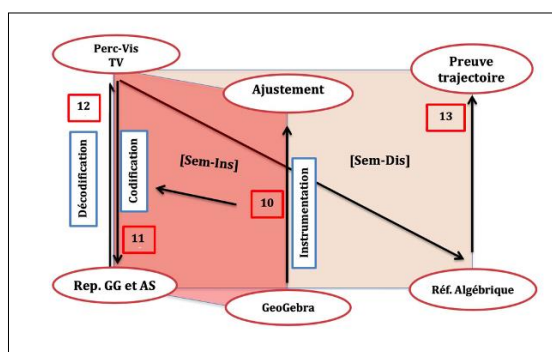 Perc-Vis
TV
Preuve
trajectoire
Ajustement
12
13
Décodification
Codification
[Sem-Ins]
[Sem-Dis]
10
Instrumentation
11
Rep. GG et AS
GeoGebra
Réf. Algébrique